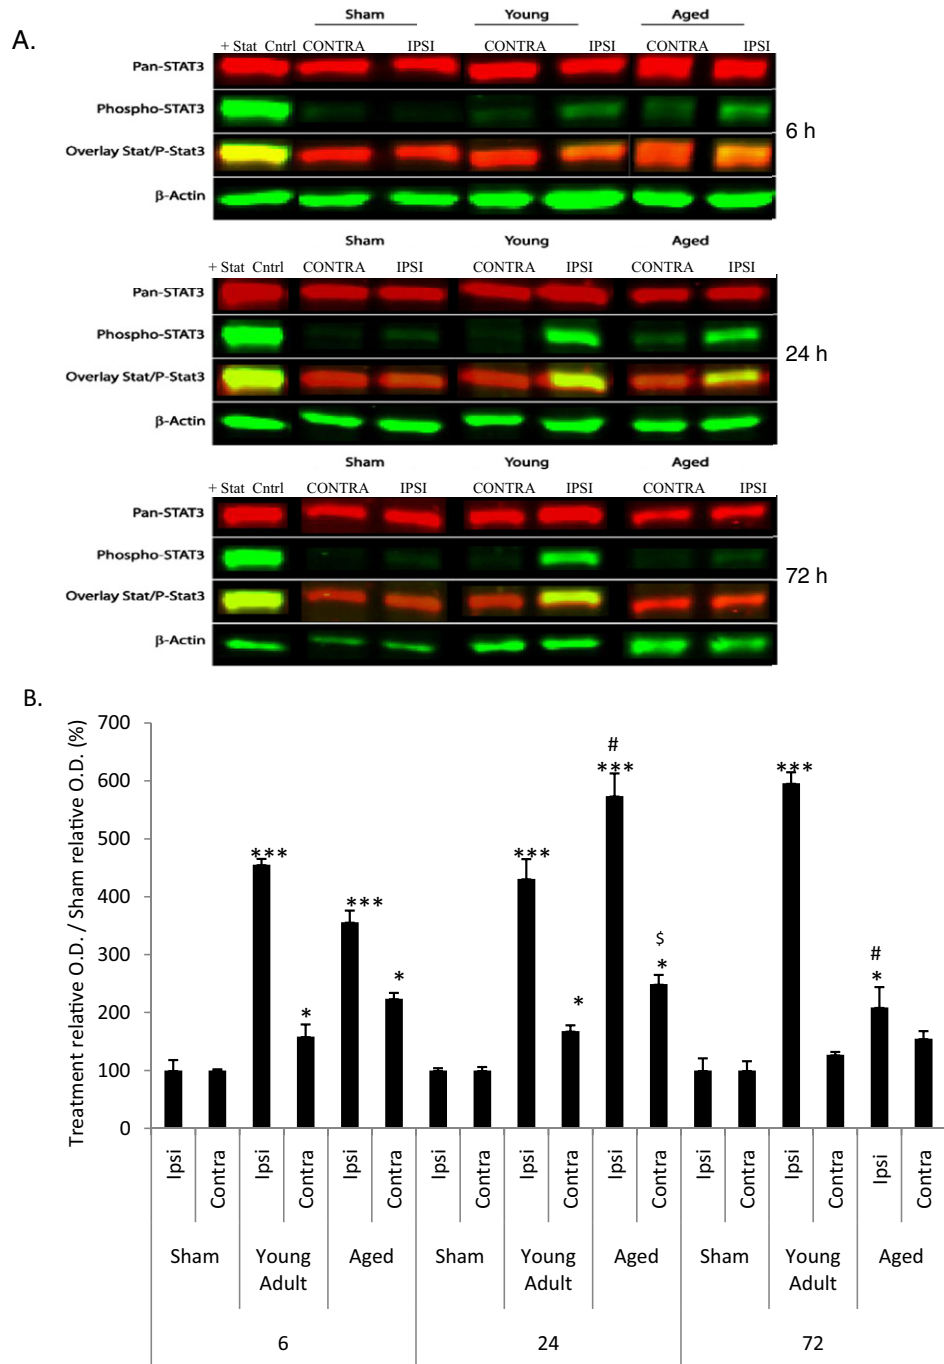 A.
Sham Young Aged
+ Stat Cntrl CONTRA IPSI CONTRA IPSI CONTRA IPSI
Pan-STAT3
Phospho-STAT3
6 h
Overlay Stat/P-Stat3
β-Actin
Sham Young Aged
+ Stat Cntrl CONTRA IPSI CONTRA IPSI CONTRA IPSI
Pan-STAT3
Phospho-STAT3
24 h
Overlay Stat/P-Stat3
β-Actin
Sham Young Aged
+ Stat Cntrl CONTRA IPSI CONTRA IPSI CONTRA IPSI
Pan-STAT3
Phospho-STAT3
72 h
Overlay Stat/P-Stat3
β-Actin
B.
Treatment relative O.D. / Sham relative O.D. (%)
700
600
500
400
300
200
100
0
***
*
***
*
***
*
#
***
$
*
***
#
*
Ipsi Contra Ipsi Contra Ipsi Contra Ipsi Contra Ipsi Contra Ipsi Contra Ipsi Contra Ipsi Contra Ipsi Contra
Sham Young Adult Aged Sham Young Adult Aged Sham Young Adult Aged
6 24 72